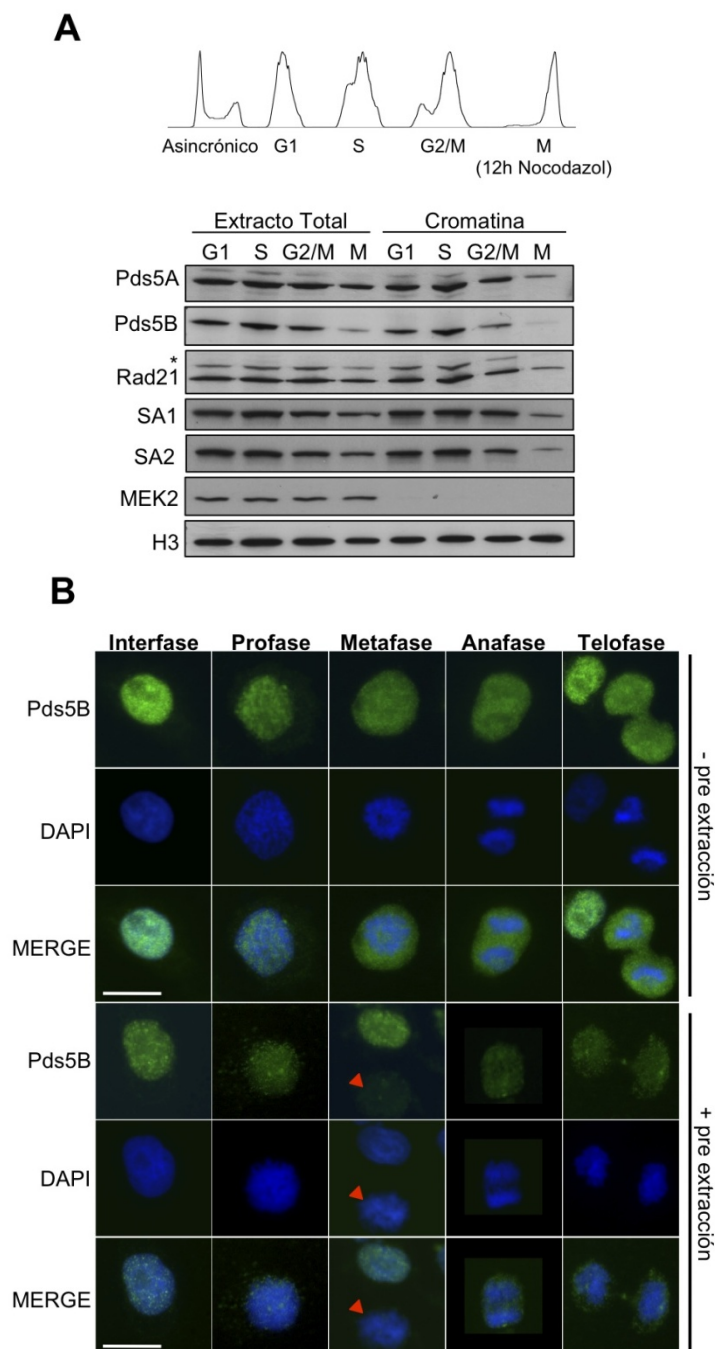 A
Asincrónico G1 S G2/M M
(12h Nocodazol)
Extracto Total Cromatina
G1 S G2/M M G1 S G2/M M
Pds5A
Pds5B
*
Rad21
SA1
SA2
MEK2
H3
B
Interfase Profase Metafase Anafase Telofase
Pds5B
DAPI
MERGE
- pre extracción
Pds5B
DAPI
MERGE
+ pre extracción